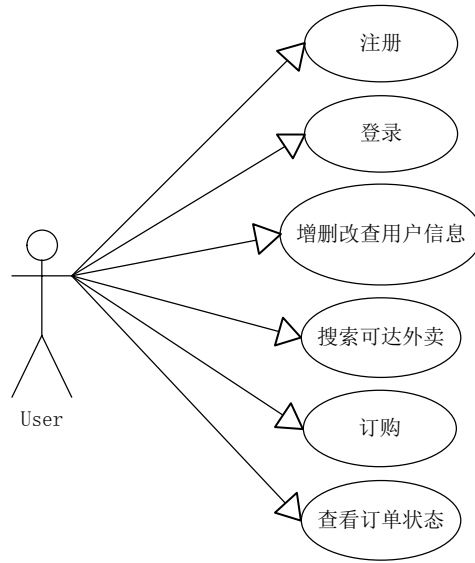 注册
登录
增删改查用户信息
搜索可达外卖
订购
查看订单状态
User